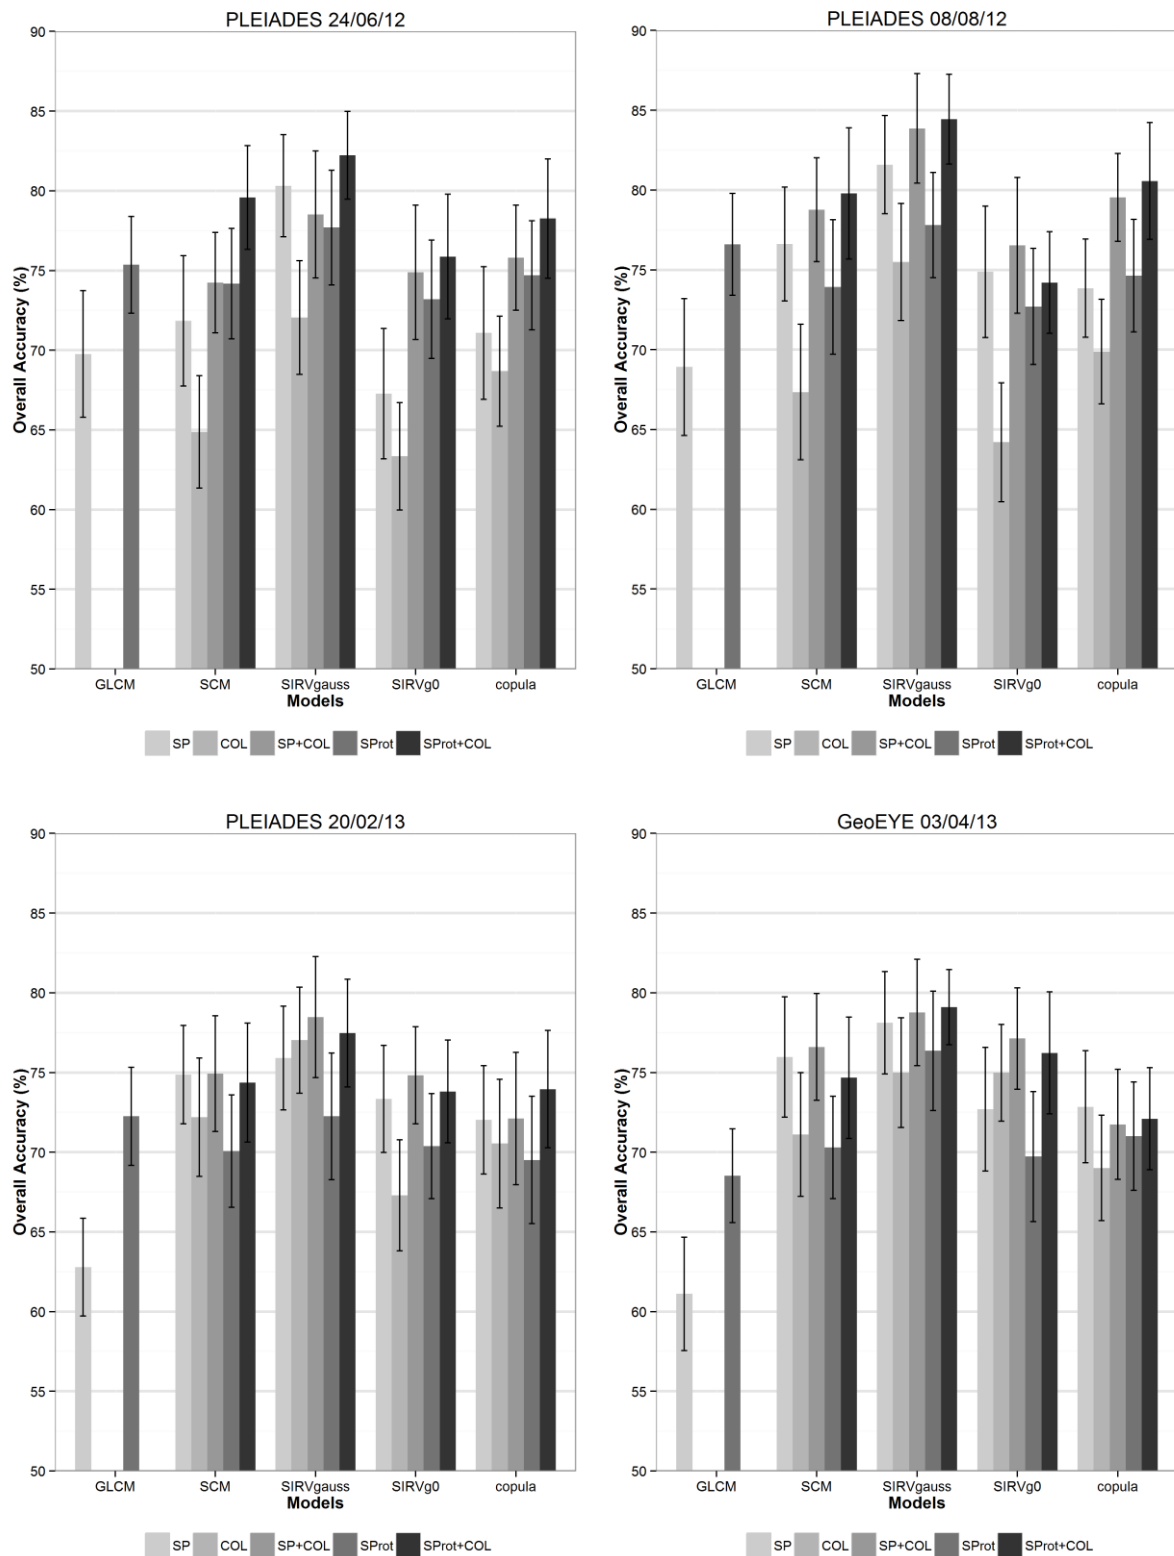 PLEIADES 24/06/12
90
85
80
75
70
65
60
55
50
Overall Accuracy (%)
GLCM SCM SIRVgauss SIRVg0 copula
Models
SP COL SP+COL SProt SProt+COL
PLEIADES 08/08/12
90
85
80
75
70
65
60
55
50
Overall Accuracy (%)
GLCM SCM SIRVgauss SIRVg0 copula
Models
SP COL SP+COL SProt SProt+COL
PLEIADES 20/02/13
90
85
80
75
70
65
60
55
50
Overall Accuracy (%)
GLCM SCM SIRVgauss SIRVg0 copula
Models
SP COL SP+COL SProt SProt+COL
GeoEYE 03/04/13
90
85
80
75
70
65
60
55
50
Overall Accuracy (%)
GLCM SCM SIRVgauss SIRVg0 copula
Models
SP COL SP+COL SProt SProt+COL